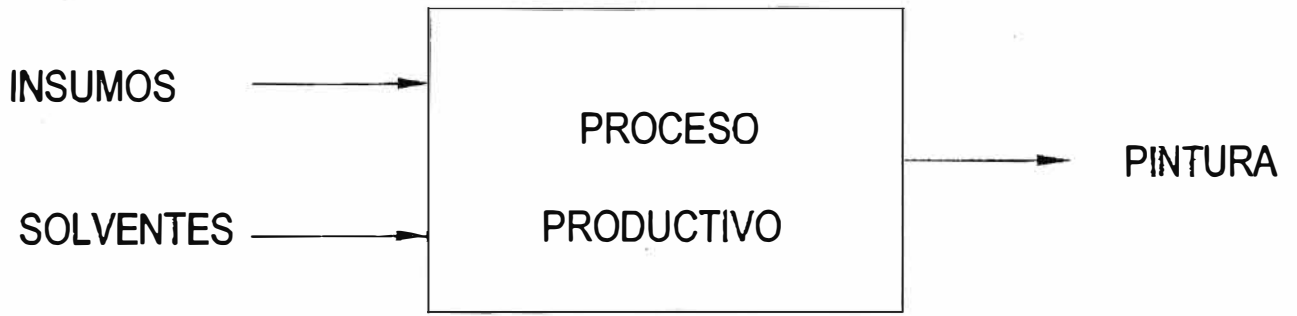 INSUMOS
SOLVENTES
PROCESO
PRODUCTIVO
PINTURA